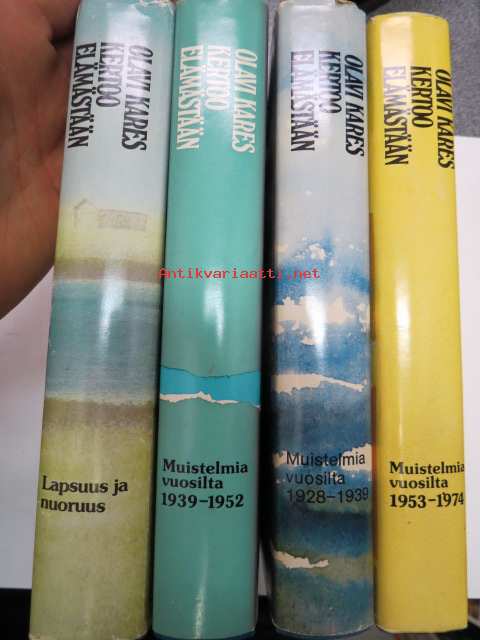 OLAVI KARES
KERTOO
ELÄMÄSTÄÄN
Lapsuus ja
nuoruus
OLAVI KARES
KERTOO
ELÄMÄSTÄÄN
Muistelmia
vuosilta
1939–1952
OLAVI KARES
KERTOO
ELÄMÄSTÄÄN
Muistelmia
vuosilta
1928–1939
OLAVI KARES
KERTOO
ELÄMÄSTÄÄN
Muistelmia
vuosilta
1953–1974
Antikvariaatti.net